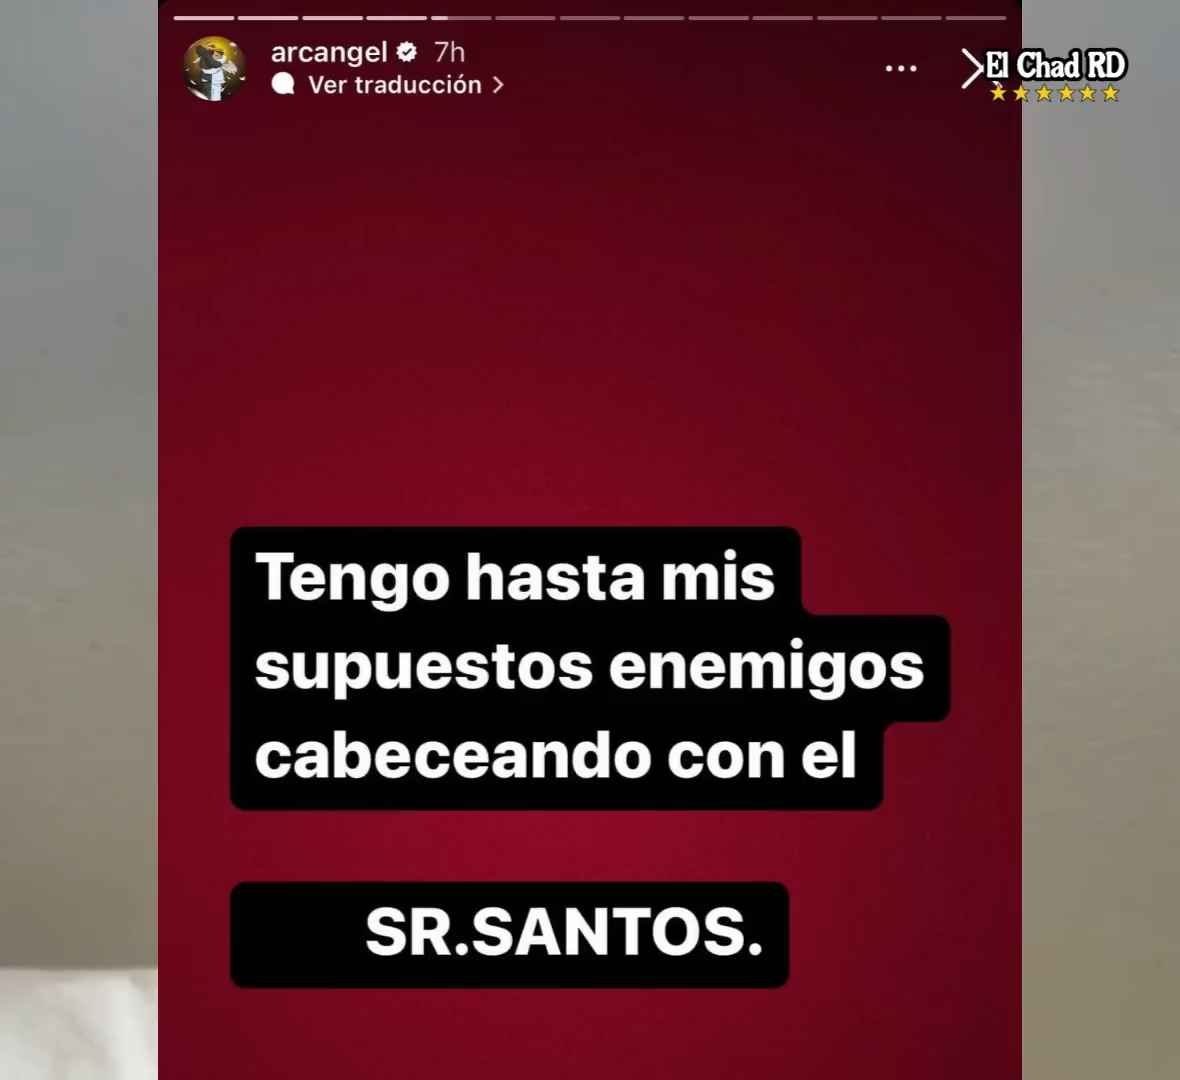 arcangel 7h
Ver traducción
El Chad RD
Tengo hasta mis
supuestos enemigos
cabeceando con el
SR.SANTOS.